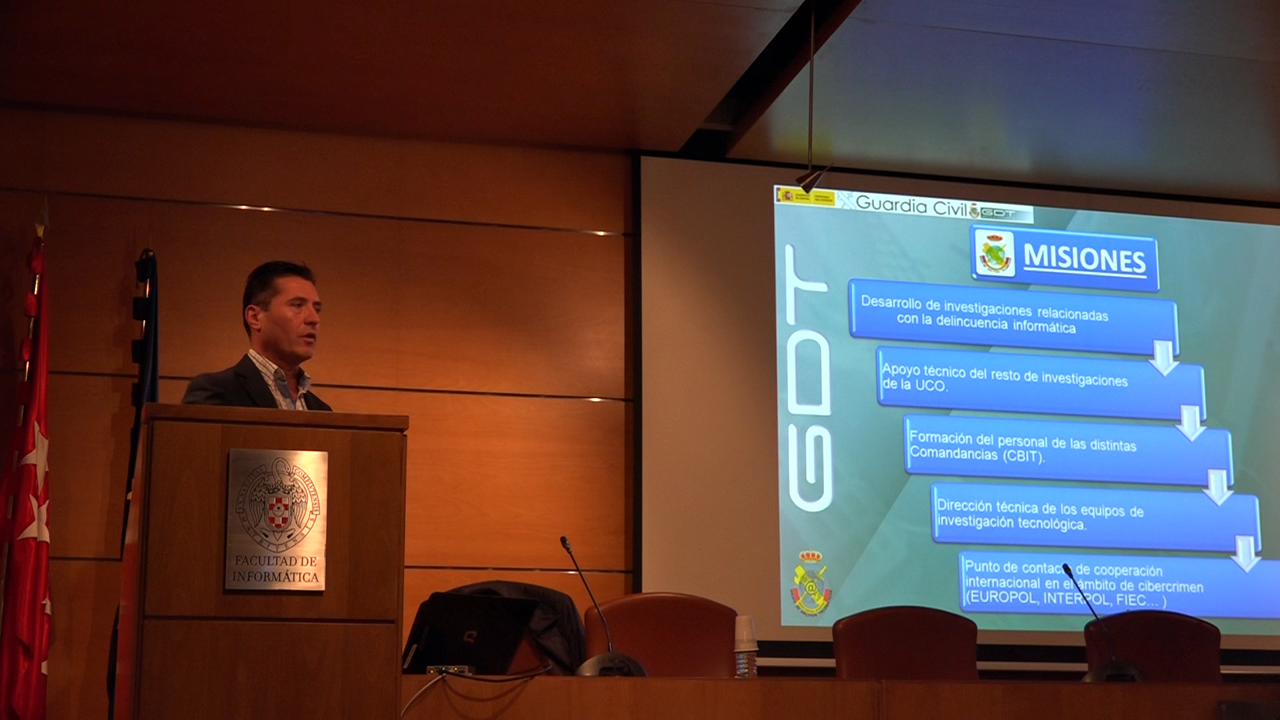 Guardia Civil GDT
MISIONES
GDT
Desarrollo de investigaciones relacionadas
con la delincuencia informática
Apoyo técnico del resto de investigaciones
de la UCO.
Formación del personal de las distintas
Comandancias (CBIT).
Dirección técnica de los equipos de
investigación tecnológica.
Punto de contacto de cooperación
internacional en el ámbito de cibercrimen
(EUROPOL, INTERPOL, FIEC... )
FACULTAD DE
INFORMÁTICA